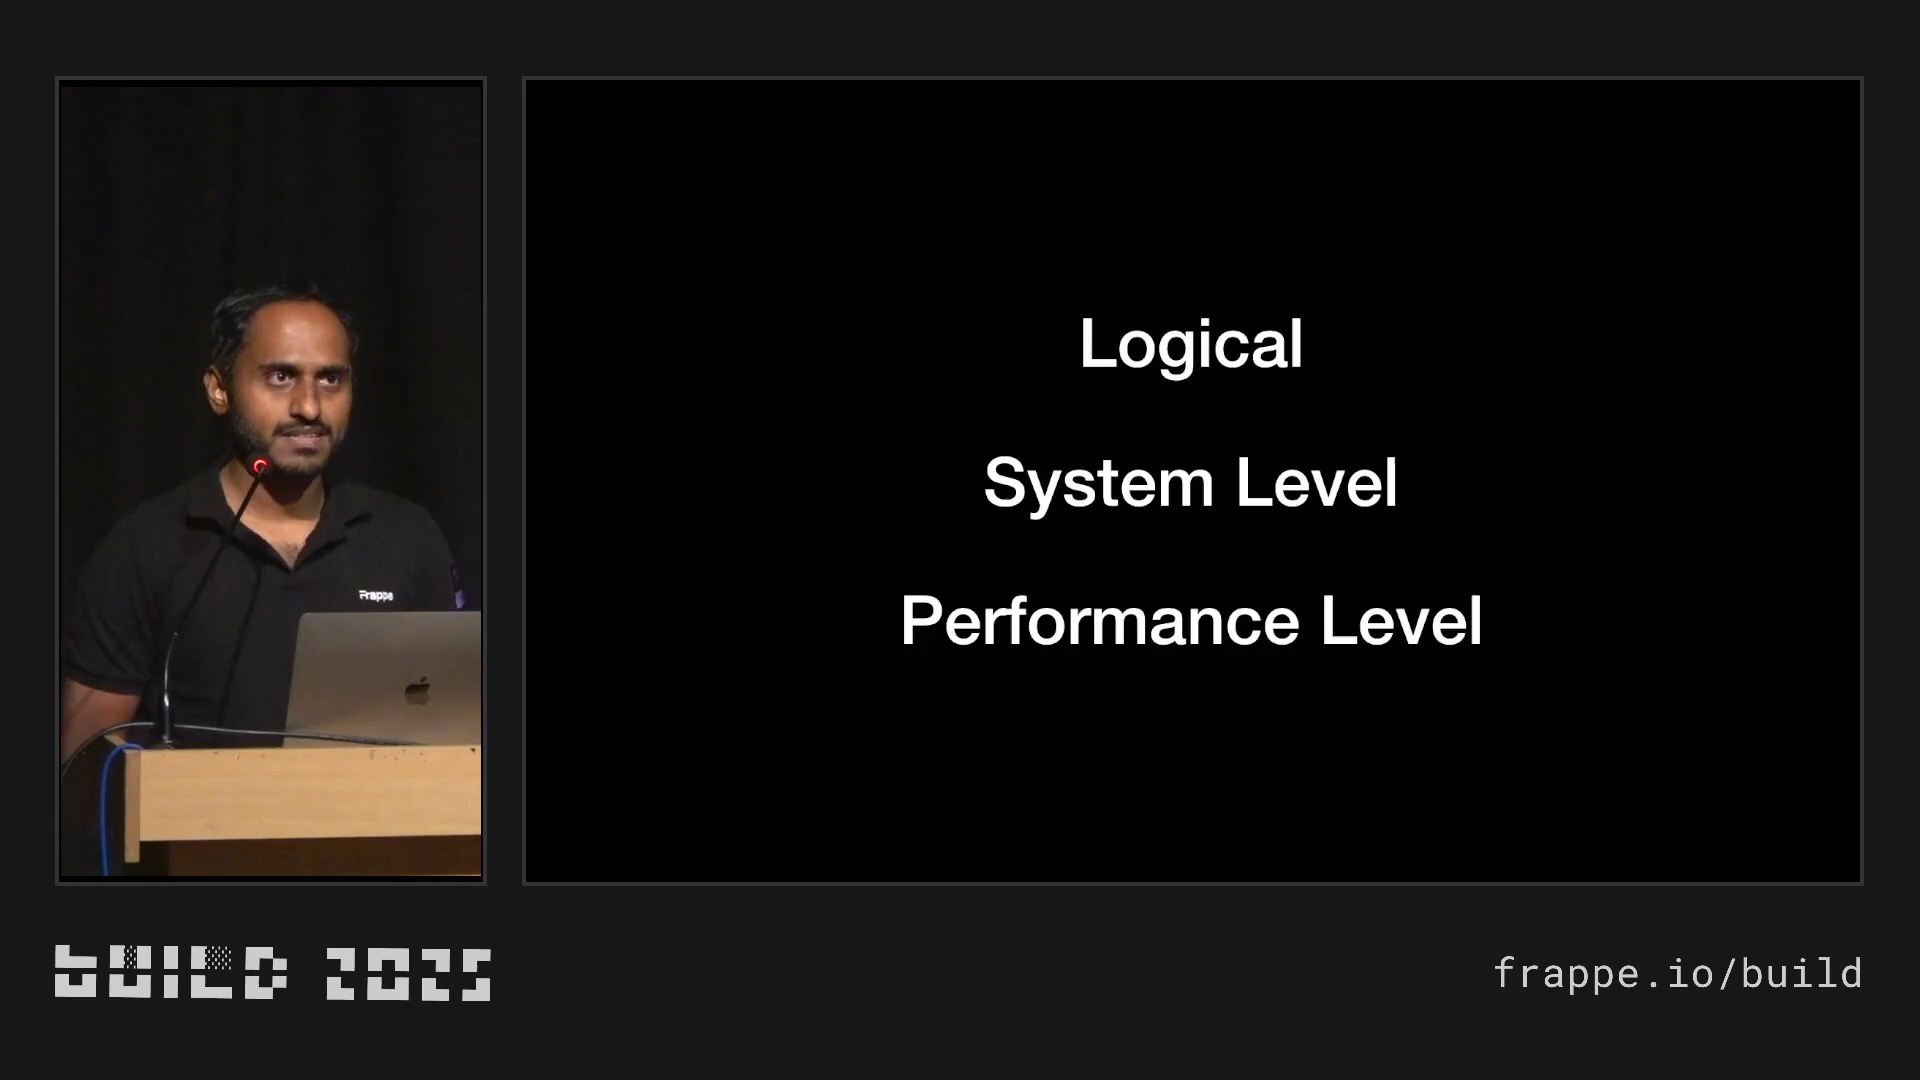 Logical
System Level
Performance Level
Frappe
BUILD 2025
frappe.io/build